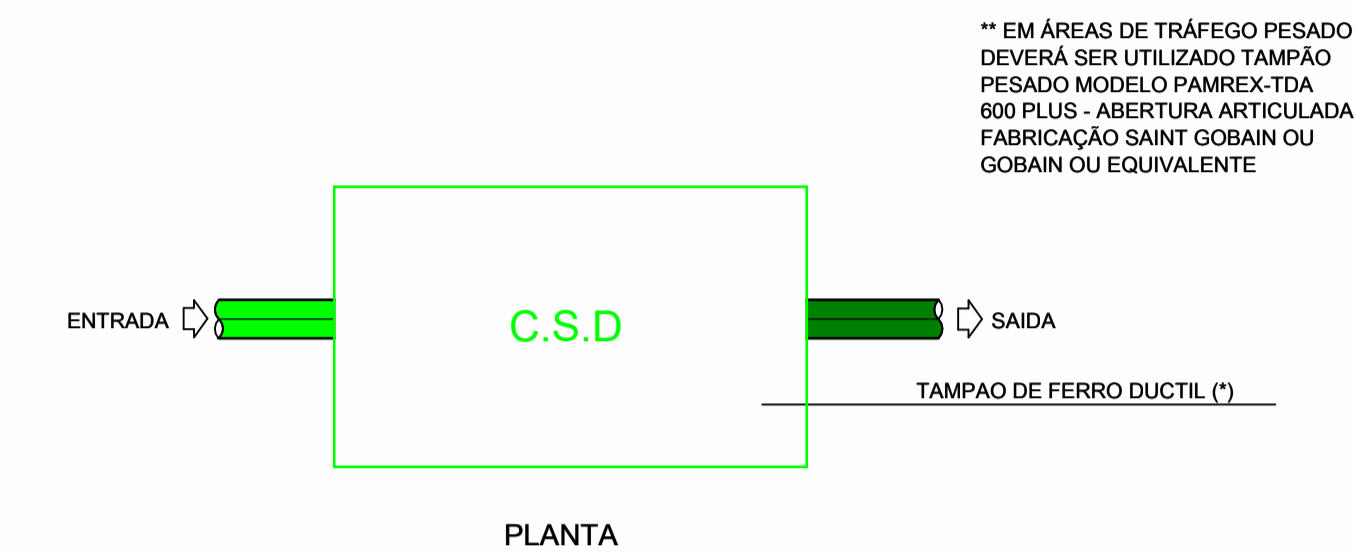 ** EM ÁREAS DE TRÁFEGO PESADO
DEVERÁ SER UTILIZADO TAMPÃO
PESADO MODELO PAMREX-TDA
600 PLUS - ABERTURA ARTICULADA
FABRICAÇÃO SAINT GOBAIN OU
GOBAIN OU EQUIVALENTE
ENTRADA
C.S.D
SAIDA
TAMPAO DE FERRO DUCTIL (*)
PLANTA